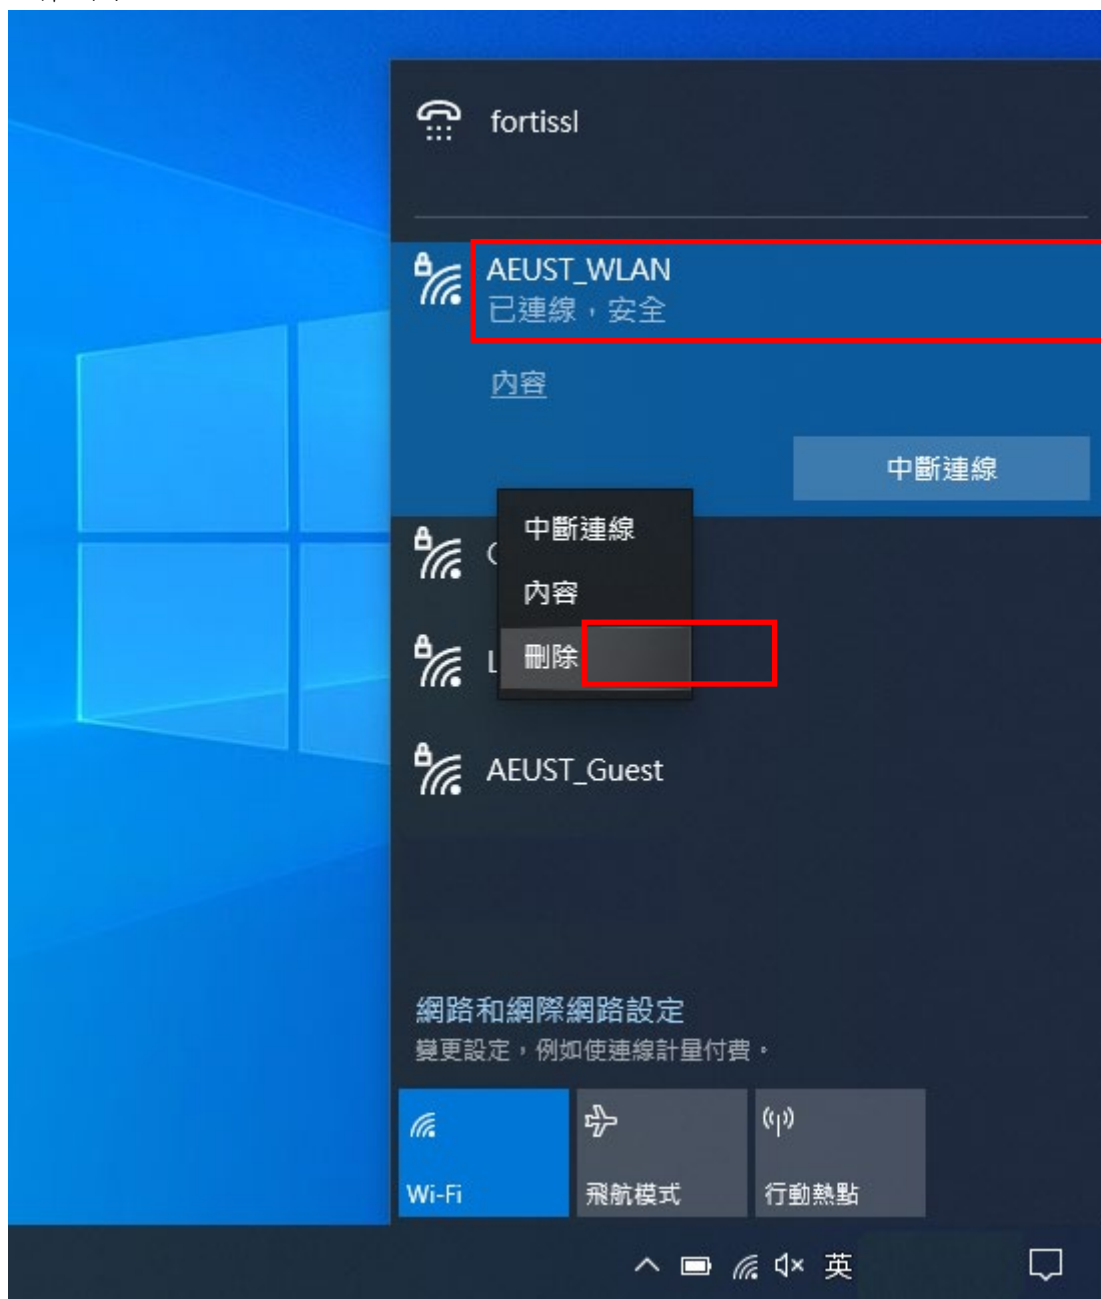 fortissl
AEUST_WLAN
已連線，安全
內容
中斷連線
中斷連線
內容
刪除
AEUST_Guest
網路和網際網路設定
變更設定，例如使連線計量付費。
Wi-Fi
飛航模式
行動熱點
英